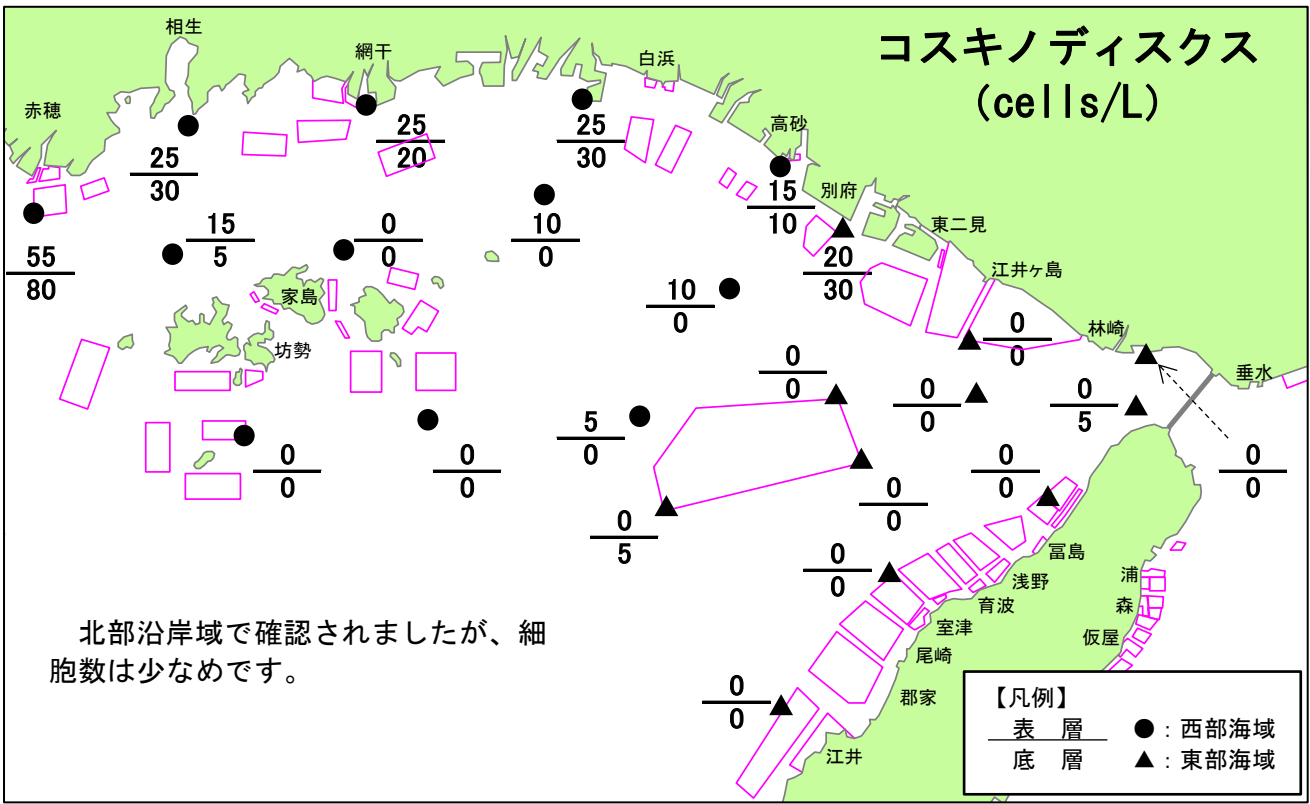 コスキノディスクス
(cells/L)
相生
網干
白浜
赤穂
高砂
別府
東二見
江井ヶ島
林崎
垂水
家島
坊勢
25
30
25
20
25
30
15
10
55
80
15
5
0
0
10
0
20
30
10
0
0
0
0
0
0
0
0
5
0
0
5
0
0
0
0
0
0
0
0
0
0
5
0
0
0
0
富島
浅野
育波
室津
尾崎
郡家
江井
浦
森
仮屋
北部沿岸域で確認されましたが、細
胞数は少なめです。
【凡例】
表 層 ●：西部海域
底 層 ▲：東部海域